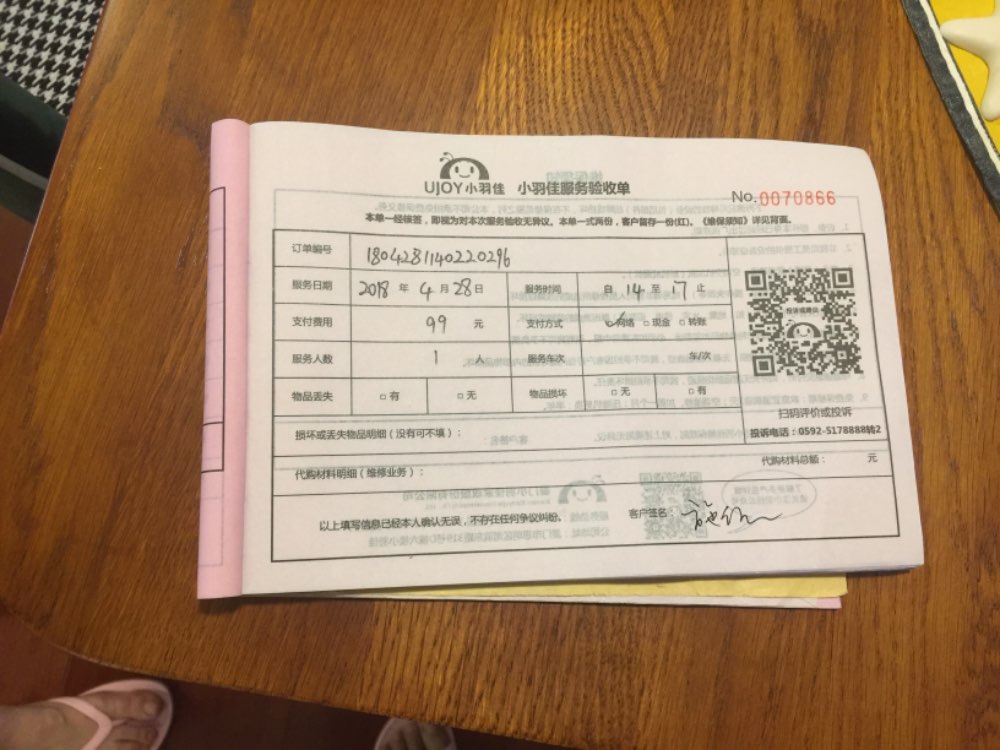 UJOY小羽佳 小羽佳服务验收单
No.0070866
本单一经核签，即视为对本次服务验收无异议。本单一式两份，客户留存一份(红)。《维保须知》详见背面。
订单编号 1804281140220296
服务日期 2018 年 4 月 28 日 服务时间 自 14 至 17 止
支付费用 99 元 支付方式 ☑网络 □现金 □转账
服务人数 1 人 服务车次 车/次
物品丢失 □有 □无 物品损坏 □无 □有
投诉或建议
扫码评价或投诉
投诉电话：0592-5178888转2
损坏或丢失物品明细（没有可不填）：
代购材料明细（维修业务）： 代购材料总额： 元
以上填写信息已经本人确认无误，不存在任何争议纠纷。 客户签名：